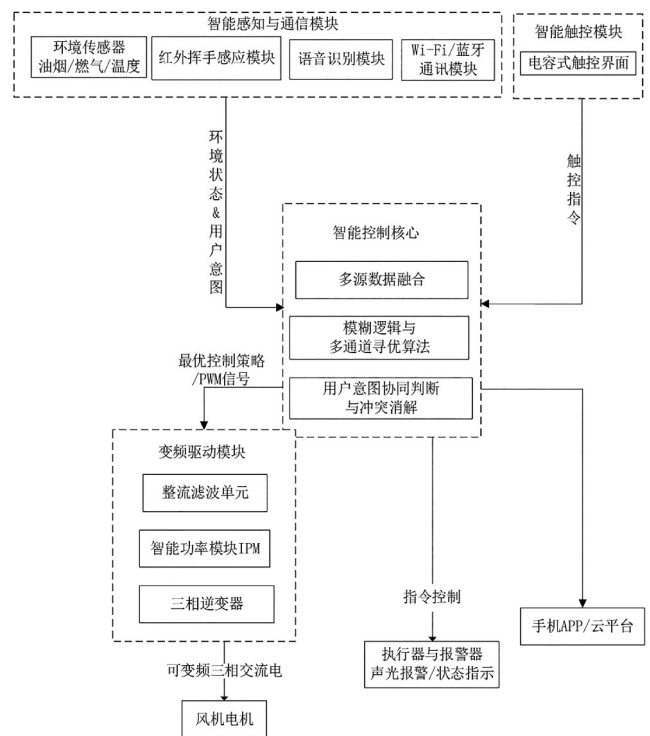 智能感知与通信模块
环境传感器
油烟/燃气/温度
红外挥手感应模块
语音识别模块
Wi-Fi/蓝牙
通讯模块
智能触控模块
电容式触控界面
环境状态&用户意图
触控指令
智能控制核心
多源数据融合
模糊逻辑与
多通道寻优算法
用户意图协同判断
与冲突消解
最优控制策略
/PWM信号
变频驱动模块
整流滤波单元
智能功率模块IPM
三相逆变器
指令控制
手机APP/云平台
执行器与报警器
声光报警/状态指示
可变频三相交流电
风机电机